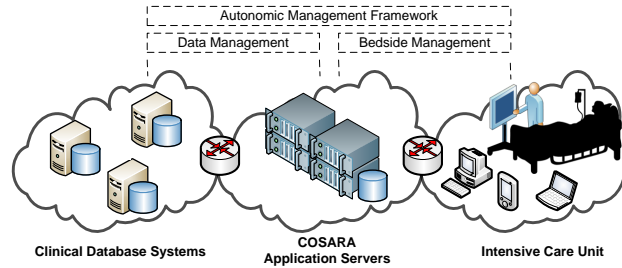 Autonomic Management Framework
Data Management
Bedside Management
Clinical Database Systems
COSARA
Application Servers
Intensive Care Unit